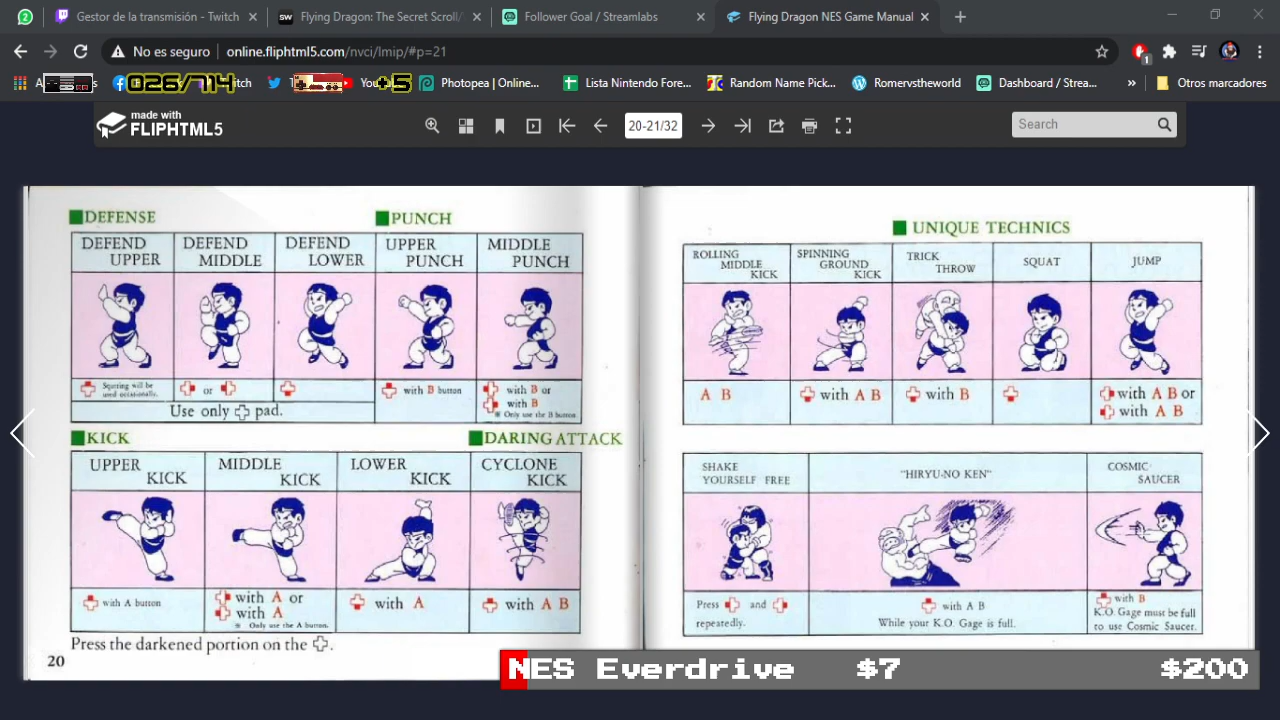 2
Gestor de la transmisión - Twitch
SW
Flying Dragon: The Secret Scroll/
Follower Goal / Streamlabs
Flying Dragon NES Game Manual
No es seguro
online.fliphtml5.com/nvci/lmip/#p=21
1
026/714
+5
Photopea | Online...
Lista Nintendo Fore...
Random Name Pick...
Romervstheworld
Dashboard / Strea...
»
Otros marcadores
made with
FLIPHTML5
20-21/32
Search
DEFENSE
PUNCH
DEFEND UPPER
DEFEND MIDDLE
DEFEND LOWER
UPPER PUNCH
MIDDLE PUNCH
or
with B button
with B or
with B
※ Only use the B button.
Use only pad.
KICK
DARING ATTACK
UPPER KICK
MIDDLE KICK
LOWER KICK
CYCLONE KICK
with A button
with A or
with A
※ Only use the A button.
with A
with A B
Press the darkened portion on the .
20
UNIQUE TECHNICS
ROLLING MIDDLE KICK
SPINNING GROUND KICK
TRICK THROW
SQUAT
JUMP
A B
with A B
with B
with A B or
with A B
SHAKE YOURSELF FREE
"HIRYU-NO KEN"
COSMIC SAUCER
Press and
repeatedly.
with A B
While your K.O. Gage is full.
with B
K.O. Gage must be full
to use Cosmic Saucer.
NES Everdrive $7 $200